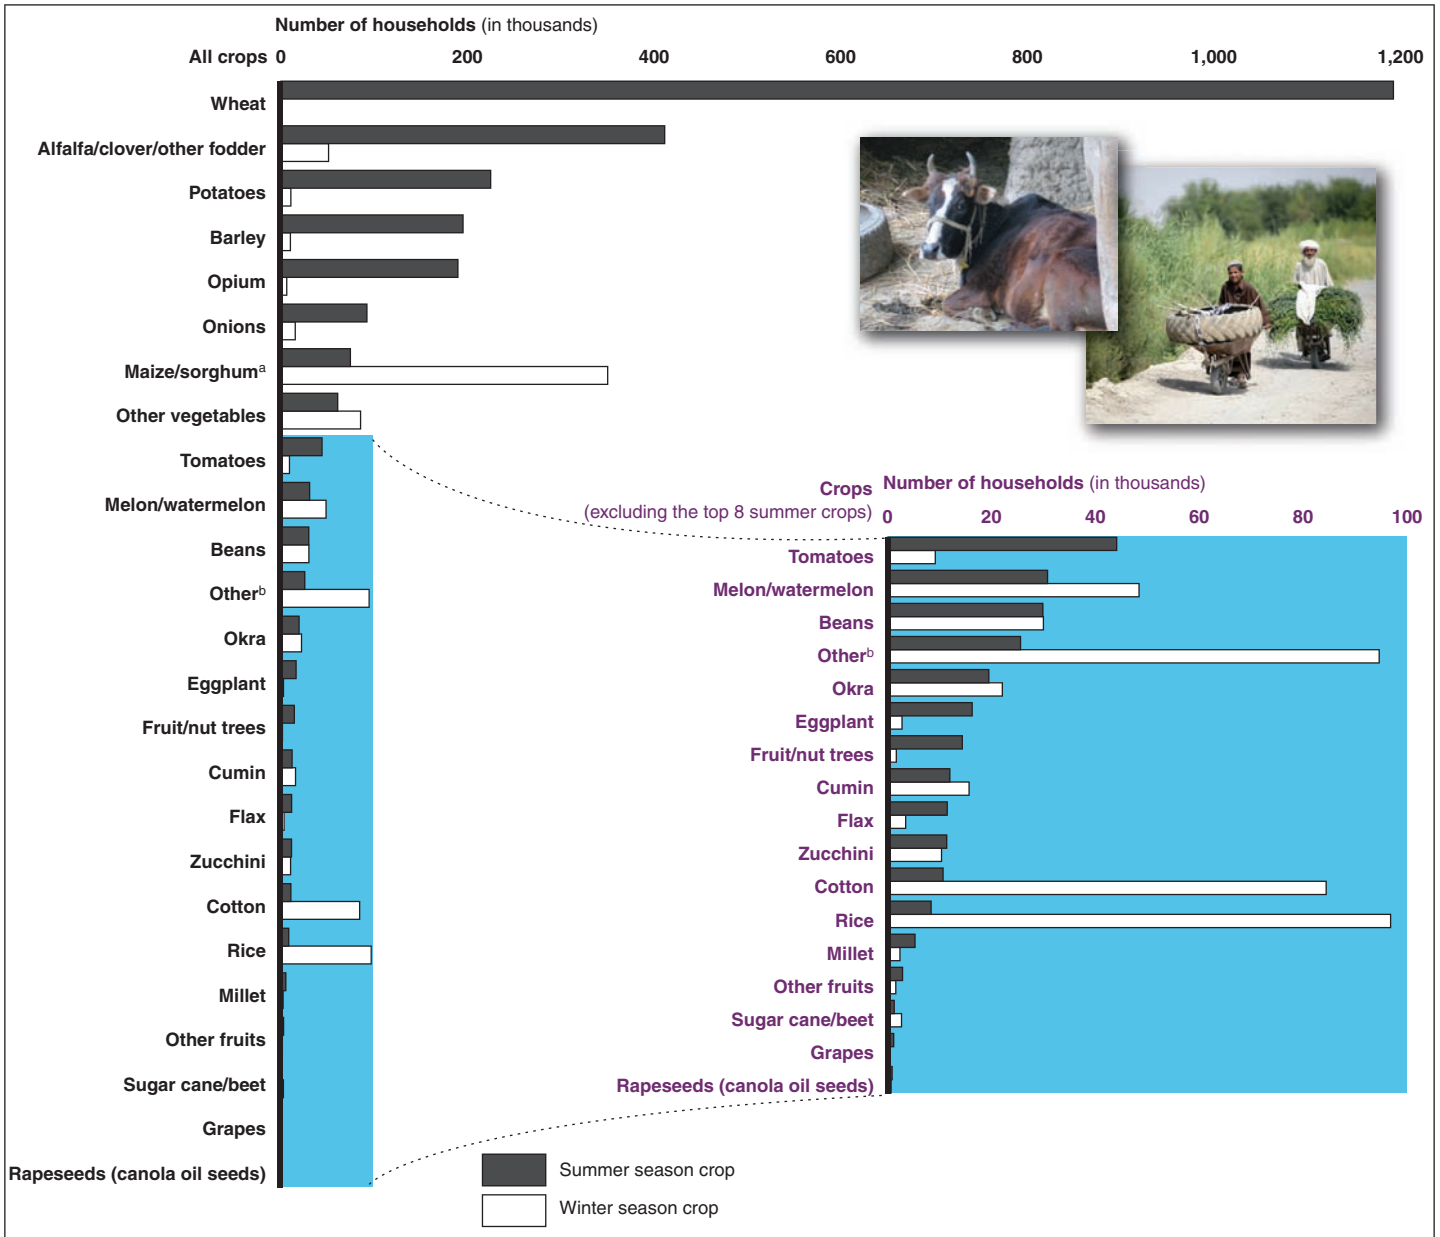 Number of households (in thousands)
All crops 0 200 400 600 800 1,000 1,200
Wheat
Alfalfa/clover/other fodder
Potatoes
Barley
Opium
Onions
Maize/sorghumᵃ
Other vegetables
Tomatoes
Melon/watermelon
Beans
Otherᵇ
Okra
Eggplant
Fruit/nut trees
Cumin
Flax
Zucchini
Cotton
Rice
Millet
Other fruits
Sugar cane/beet
Grapes
Rapeseeds (canola oil seeds)
Crops
(excluding the top 8 summer crops)
Number of households (in thousands)
0 20 40 60 80 100
Tomatoes
Melon/watermelon
Beans
Otherᵇ
Okra
Eggplant
Fruit/nut trees
Cumin
Flax
Zucchini
Cotton
Rice
Millet
Other fruits
Sugar cane/beet
Grapes
Rapeseeds (canola oil seeds)
Summer season crop
Winter season crop